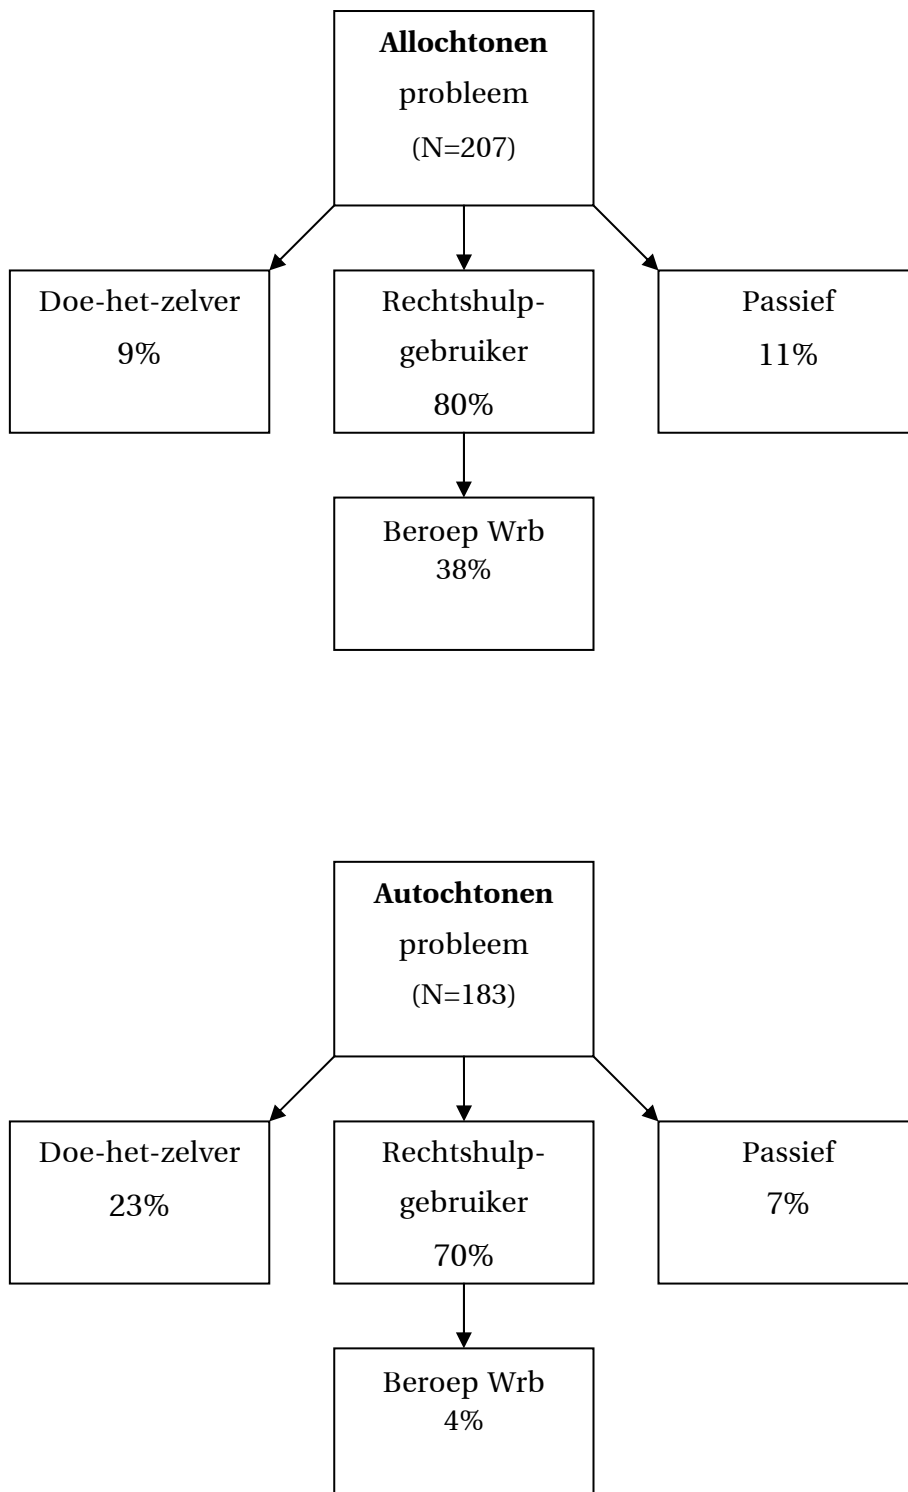 Allochtonen
probleem
(N=207)
Doe-het-zelver
9%
Rechtshulp-
gebruiker
80%
Passief
11%
Beroep Wrb
38%
Autochtonen
probleem
(N=183)
Doe-het-zelver
23%
Rechtshulp-
gebruiker
70%
Passief
7%
Beroep Wrb
4%